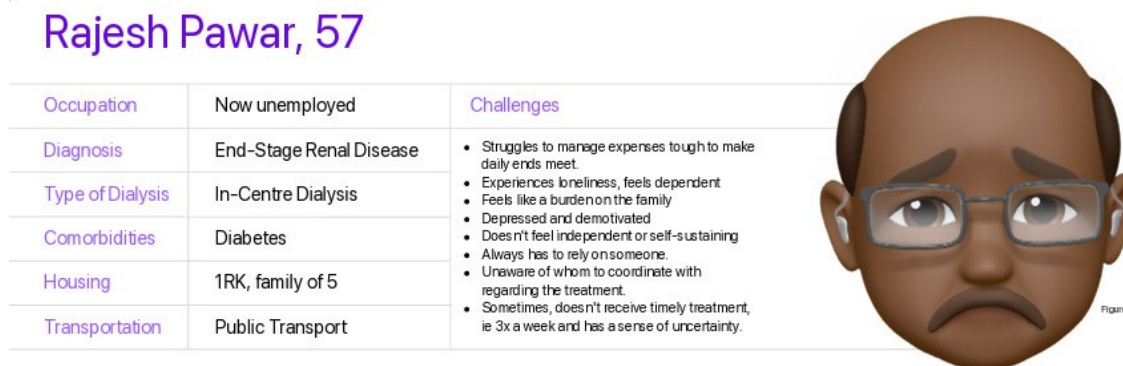 Rajesh Pawar, 57
Occupation
Now unemployed
Diagnosis
End-Stage Renal Disease
Type of Dialysis
In-Centre Dialysis
Comorbidities
Diabetes
Housing
1RK, family of 5
Transportation
Public Transport
Challenges
• Struggles to manage expenses tough to make
daily ends meet.
• Experiences loneliness, feels dependent
• Feels like a burden on the family
• Depressed and demotivated
• Doesn't feel independent or self-sustaining
• Always has to rely on someone.
• Unaware of whom to coordinate with
regarding the treatment.
• Sometimes, doesn't receive timely treatment,
ie 3x a week and has a sense of uncertainty.